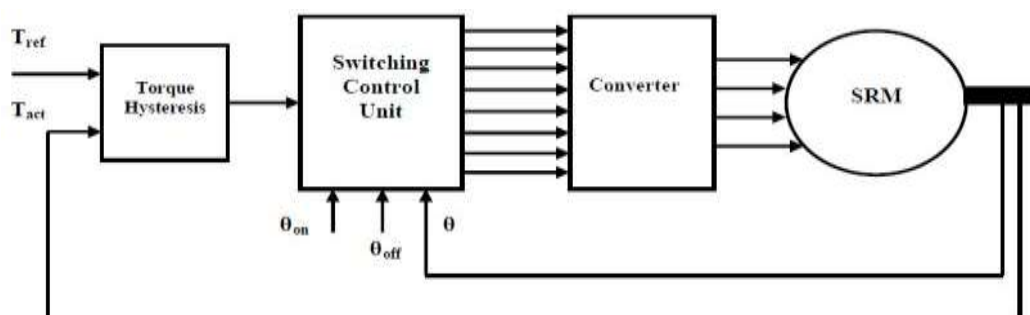 T_ref
T_act
Torque
Hysteresis
Switching
Control
Unit
Converter
SRM
θ_on
θ_off
θ